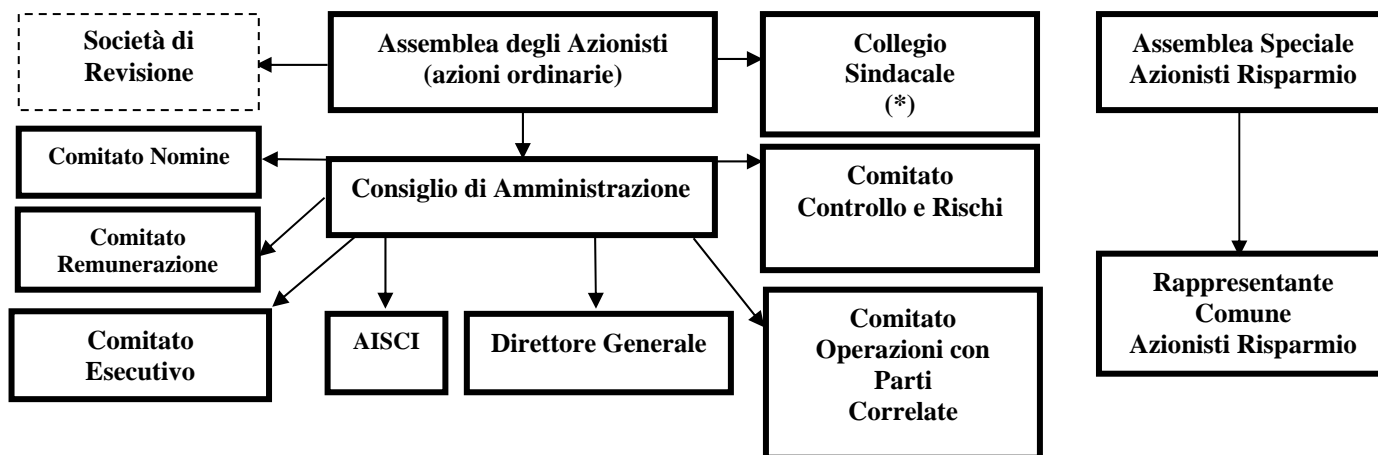 Società di
Revisione
Assemblea degli Azionisti
(azioni ordinarie)
Collegio
Sindacale
(*)
Assemblea Speciale
Azionisti Risparmio
Comitato Nomine
Consiglio di Amministrazione
Comitato
Controllo e Rischi
Comitato
Remunerazione
Comitato
Esecutivo
AISCI
Direttore Generale
Comitato
Operazioni con
Parti
Correlate
Rappresentante
Comune
Azionisti Risparmio